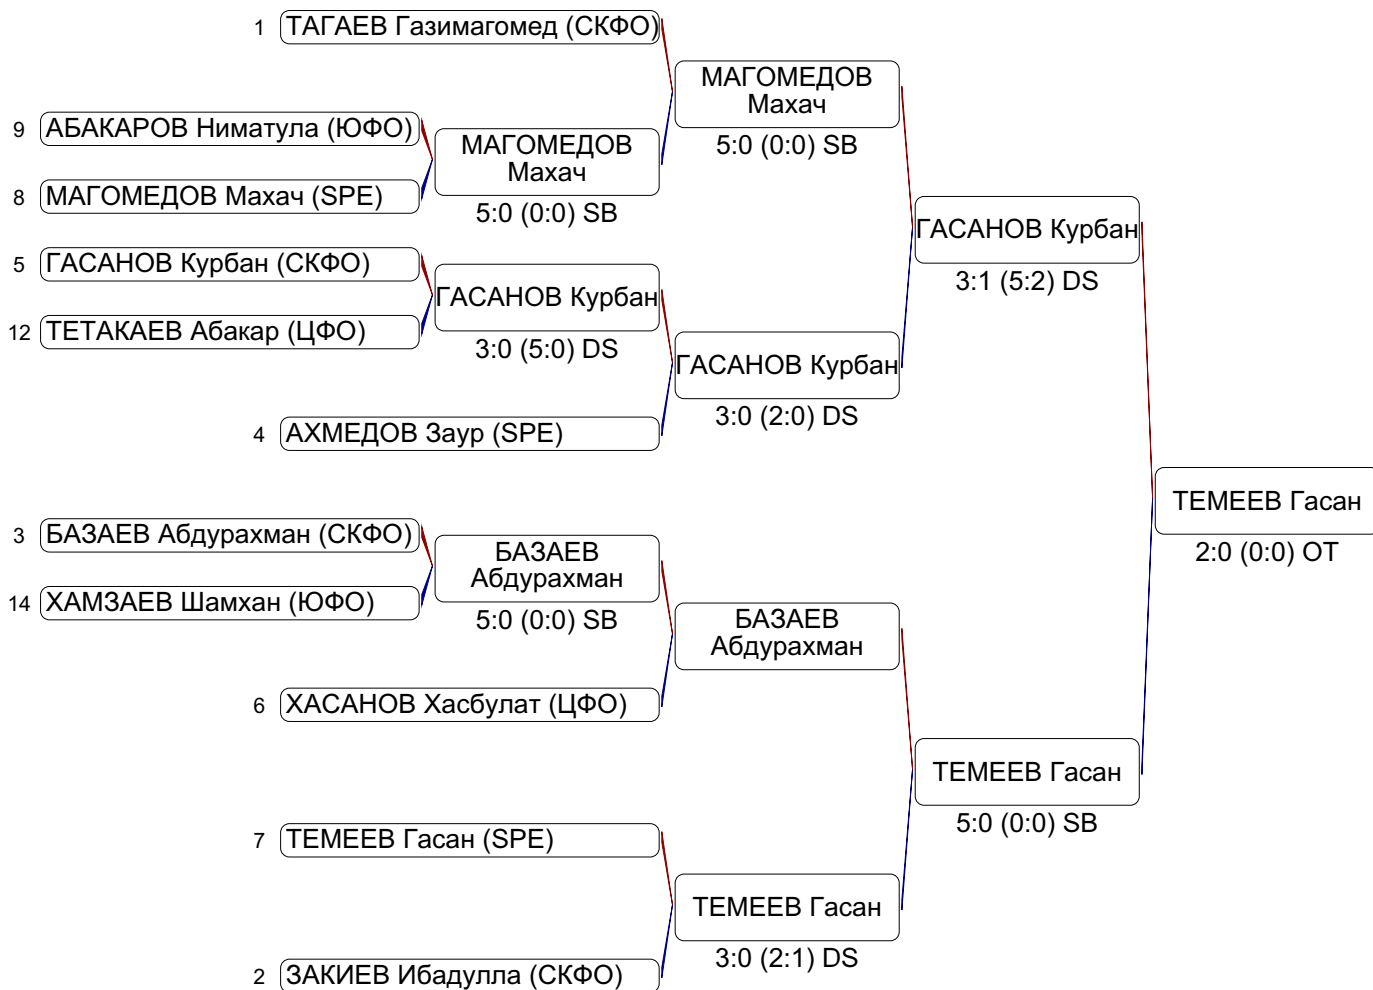 1 ТАГАЕВ Газимагомед (СКФО)
МАГОМЕДОВ
Махач
5:0 (0:0) SB
9 АБАКАРОВ Ниматула (ЮФО)
МАГОМЕДОВ
Махач
5:0 (0:0) SB
8 МАГОМЕДОВ Махач (SPE)
ГАСАНОВ Курбан
3:1 (5:2) DS
5 ГАСАНОВ Курбан (СКФО)
ГАСАНОВ Курбан
3:0 (5:0) DS
12 ТЕТАКАЕВ Абакар (ЦФО)
ГАСАНОВ Курбан
3:0 (2:0) DS
4 АХМЕДОВ Заур (SPE)
ТЕМЕЕВ Гасан
2:0 (0:0) OT
3 БАЗАЕВ Абдурахман (СКФО)
БАЗАЕВ
Абдурахман
5:0 (0:0) SB
14 ХАМЗАЕВ Шамхан (ЮФО)
БАЗАЕВ
Абдурахман
6 ХАСАНОВ Хасбулат (ЦФО)
ТЕМЕЕВ Гасан
5:0 (0:0) SB
7 ТЕМЕЕВ Гасан (SPE)
ТЕМЕЕВ Гасан
3:0 (2:1) DS
2 ЗАКИЕВ Ибадулла (СКФО)